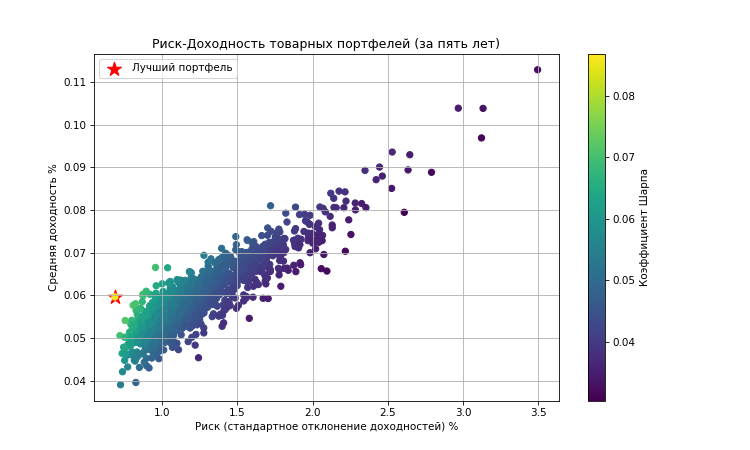 Риск-Доходность товарных портфелей (за пять лет)
Лучший портфель
Средняя доходность %
0.11
0.10
0.09
0.08
0.07
0.06
0.05
0.04
1.0 1.5 2.0 2.5 3.0 3.5
Риск (стандартное отклонение доходностей) %
0.08
0.07
0.06
0.05
0.04
Коэффициент Шарпа